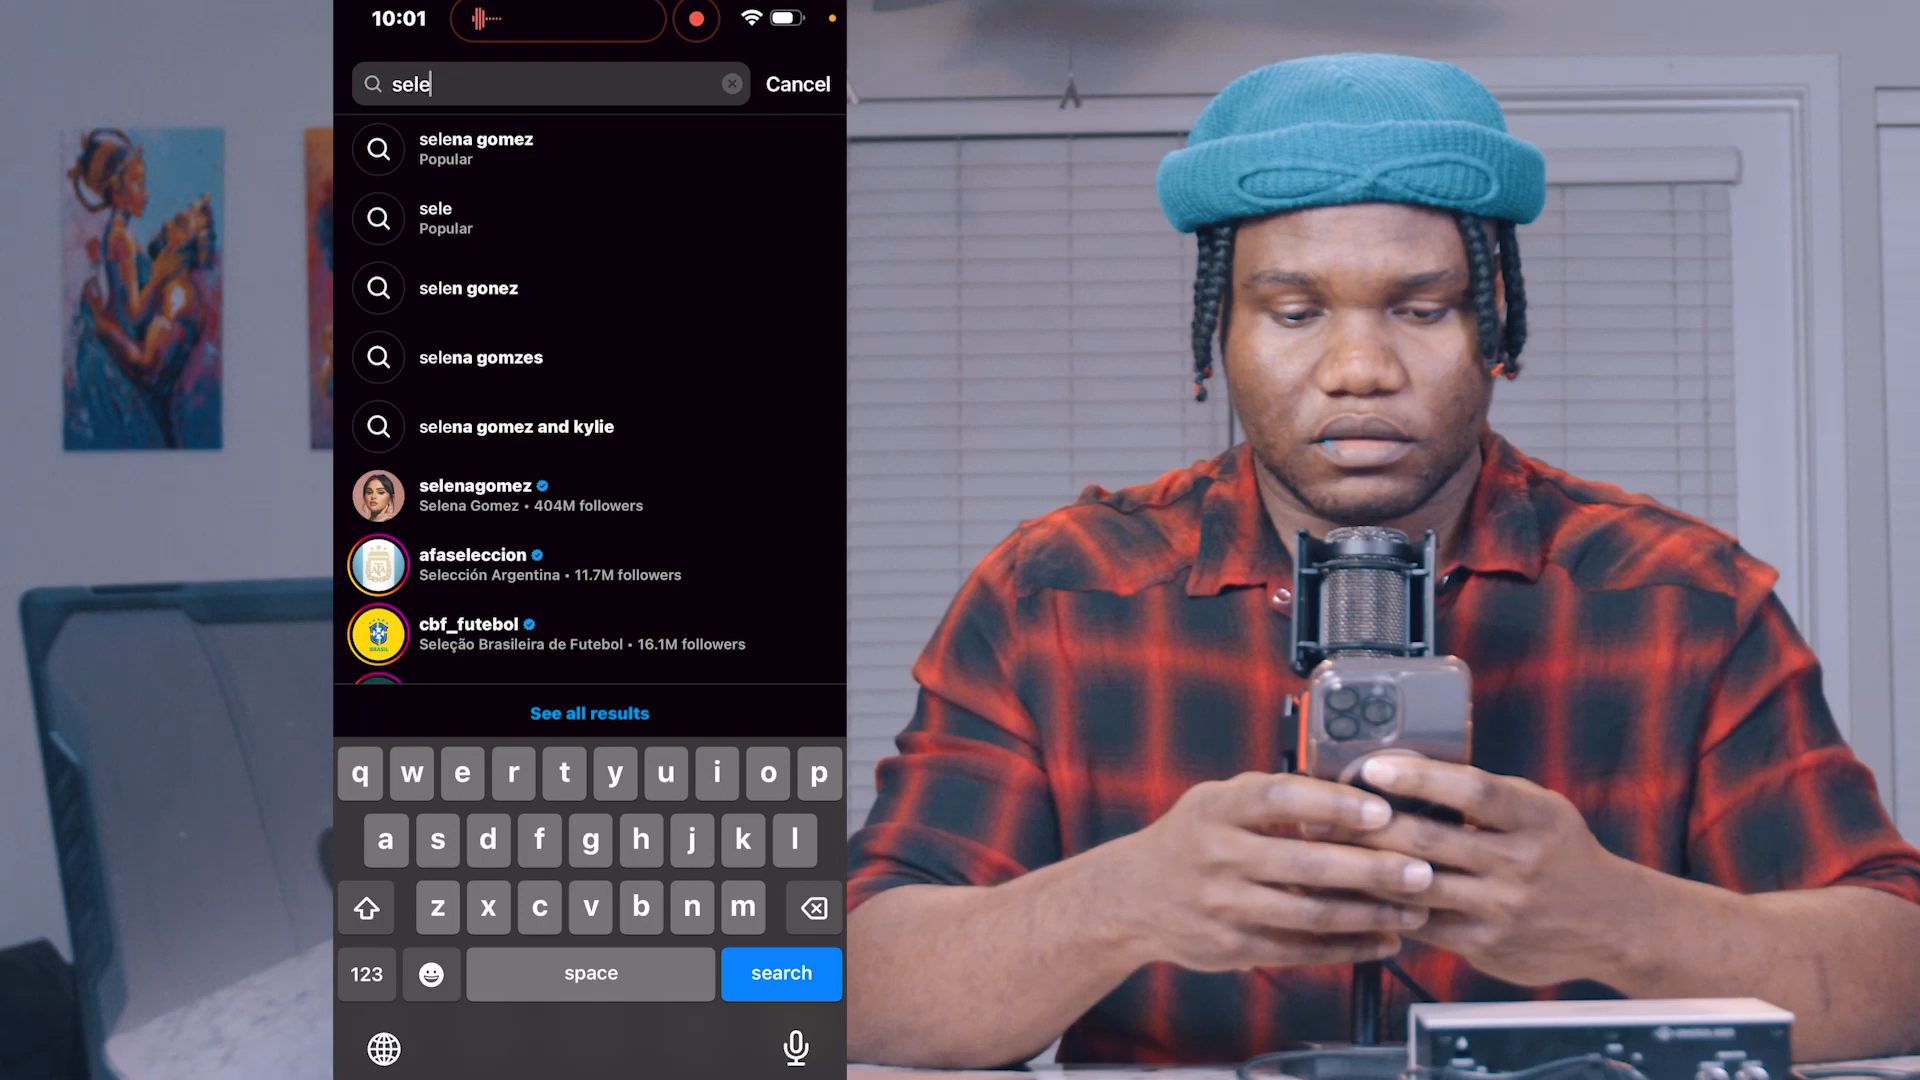 10:01
sele
Cancel
selena gomez
Popular
sele
Popular
selen gonez
selena gomzes
selena gomez and kylie
selenagomez
Selena Gomez • 404M followers
afaseleccion
Selección Argentina • 11.7M followers
cbf_futebol
Seleção Brasileira de Futebol • 16.1M followers
See all results
q w e r t y u i o p
a s d f g h j k l
z x c v b n m
123 space search